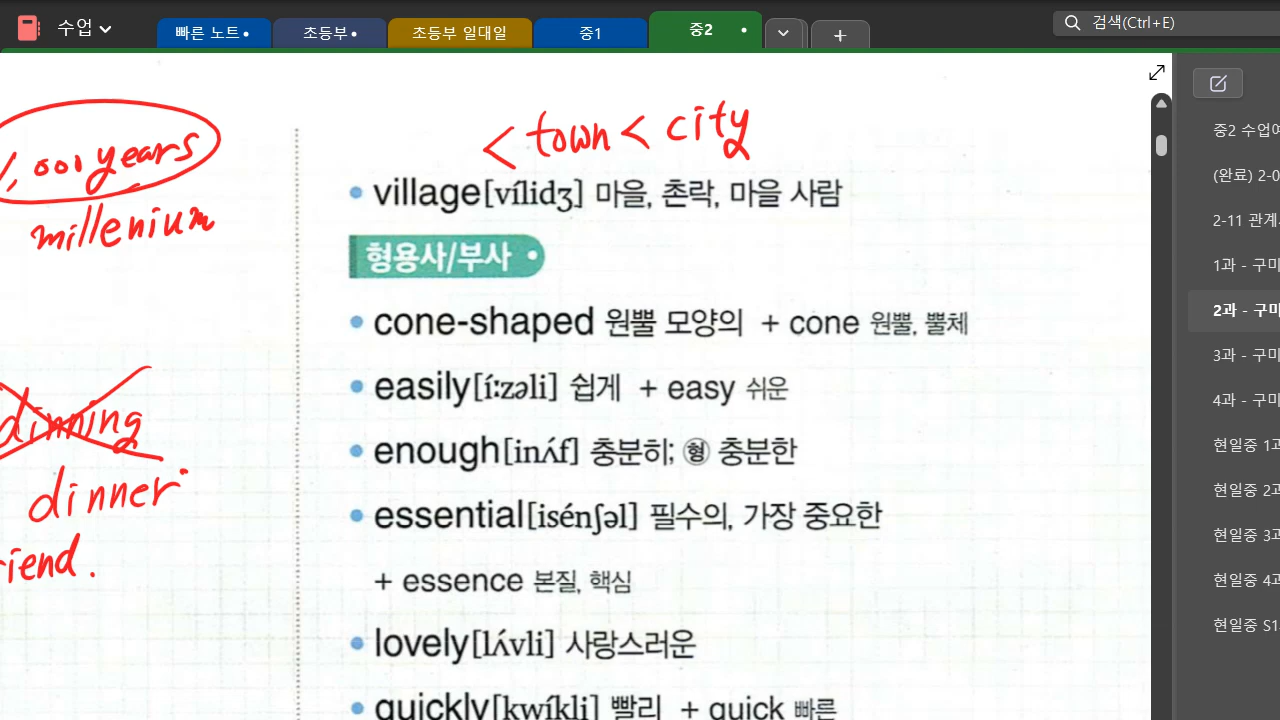 수업
빠른 노트
초등부
초등부 일대일
중1
중2
검색(Ctrl+E)
< town < city
1,000 years
millenium
village[vílidʒ] 마을, 촌락, 마을 사람
형용사/부사
cone-shaped 원뿔 모양의 + cone 원뿔, 뿔체
easily[íːzəli] 쉽게 + easy 쉬운
enough[inʌ́f] 충분히; 형 충분한
essential[isénʃəl] 필수의, 가장 중요한
+ essence 본질, 핵심
lovely[lʌ́vli] 사랑스러운
quickly[kwíkli] 빨리 + quick 빠른
dinning
dinner
riend.
중2 수업
(완료) 2-0
2-11 관계
1과 - 구미
2과 - 구미
3과 - 구미
4과 - 구미
현일중 1과
현일중 2과
현일중 3과
현일중 4과
현일중 S1